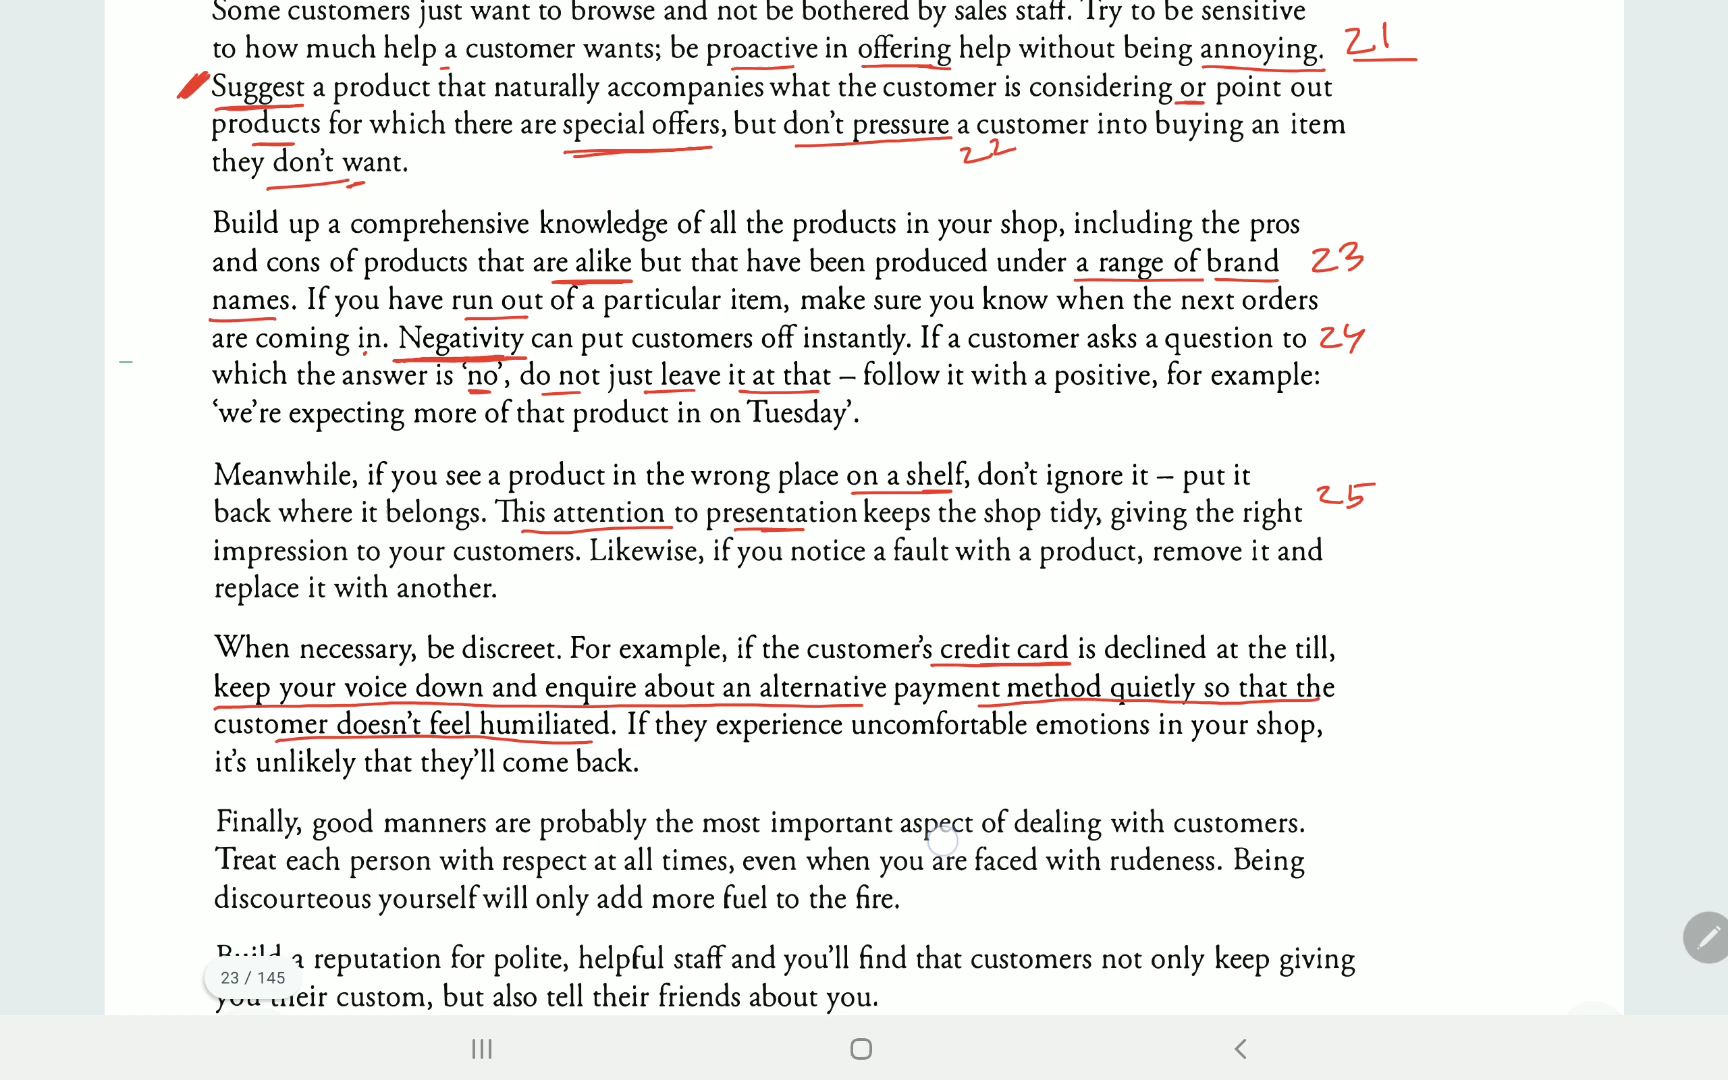 Some customers just want to browse and not be bothered by sales staff. Try to be sensitive
to how much help a customer wants; be proactive in offering help without being annoying. 21
Suggest a product that naturally accompanies what the customer is considering or point out
products for which there are special offers, but don't pressure a customer into buying an item
22
they don't want.
Build up a comprehensive knowledge of all the products in your shop, including the pros
and cons of products that are alike but that have been produced under a range of brand 23
names. If you have run out of a particular item, make sure you know when the next orders
are coming in. Negativity can put customers off instantly. If a customer asks a question to 24
which the answer is ‘no’, do not just leave it at that – follow it with a positive, for example:
‘we’re expecting more of that product in on Tuesday’.
Meanwhile, if you see a product in the wrong place on a shelf, don’t ignore it – put it
back where it belongs. This attention to presentation keeps the shop tidy, giving the right 25
impression to your customers. Likewise, if you notice a fault with a product, remove it and
replace it with another.
When necessary, be discreet. For example, if the customer’s credit card is declined at the till,
keep your voice down and enquire about an alternative payment method quietly so that the
customer doesn’t feel humiliated. If they experience uncomfortable emotions in your shop,
it’s unlikely that they’ll come back.
Finally, good manners are probably the most important aspect of dealing with customers.
Treat each person with respect at all times, even when you are faced with rudeness. Being
discourteous yourself will only add more fuel to the fire.
Build a reputation for polite, helpful staff and you’ll find that customers not only keep giving
23 / 145
you their custom, but also tell their friends about you.